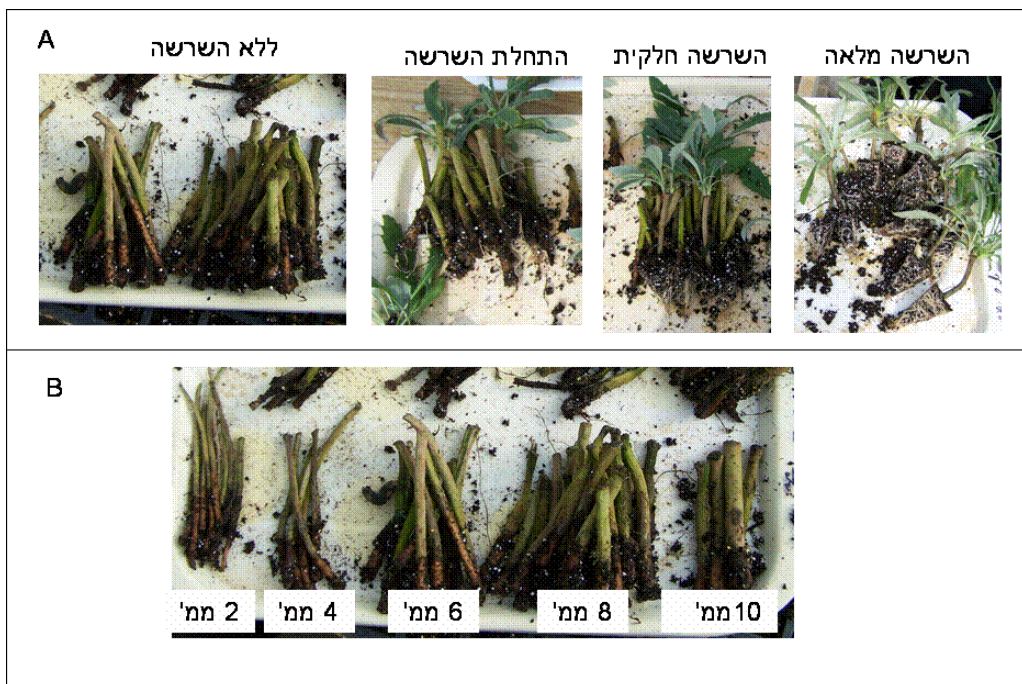 A
ללא השרשה
התחלת השרשה
השרשה חלקית
השרשה מלאה
B
2 ממ'
4 ממ'
6 ממ'
8 ממ'
10ממ'